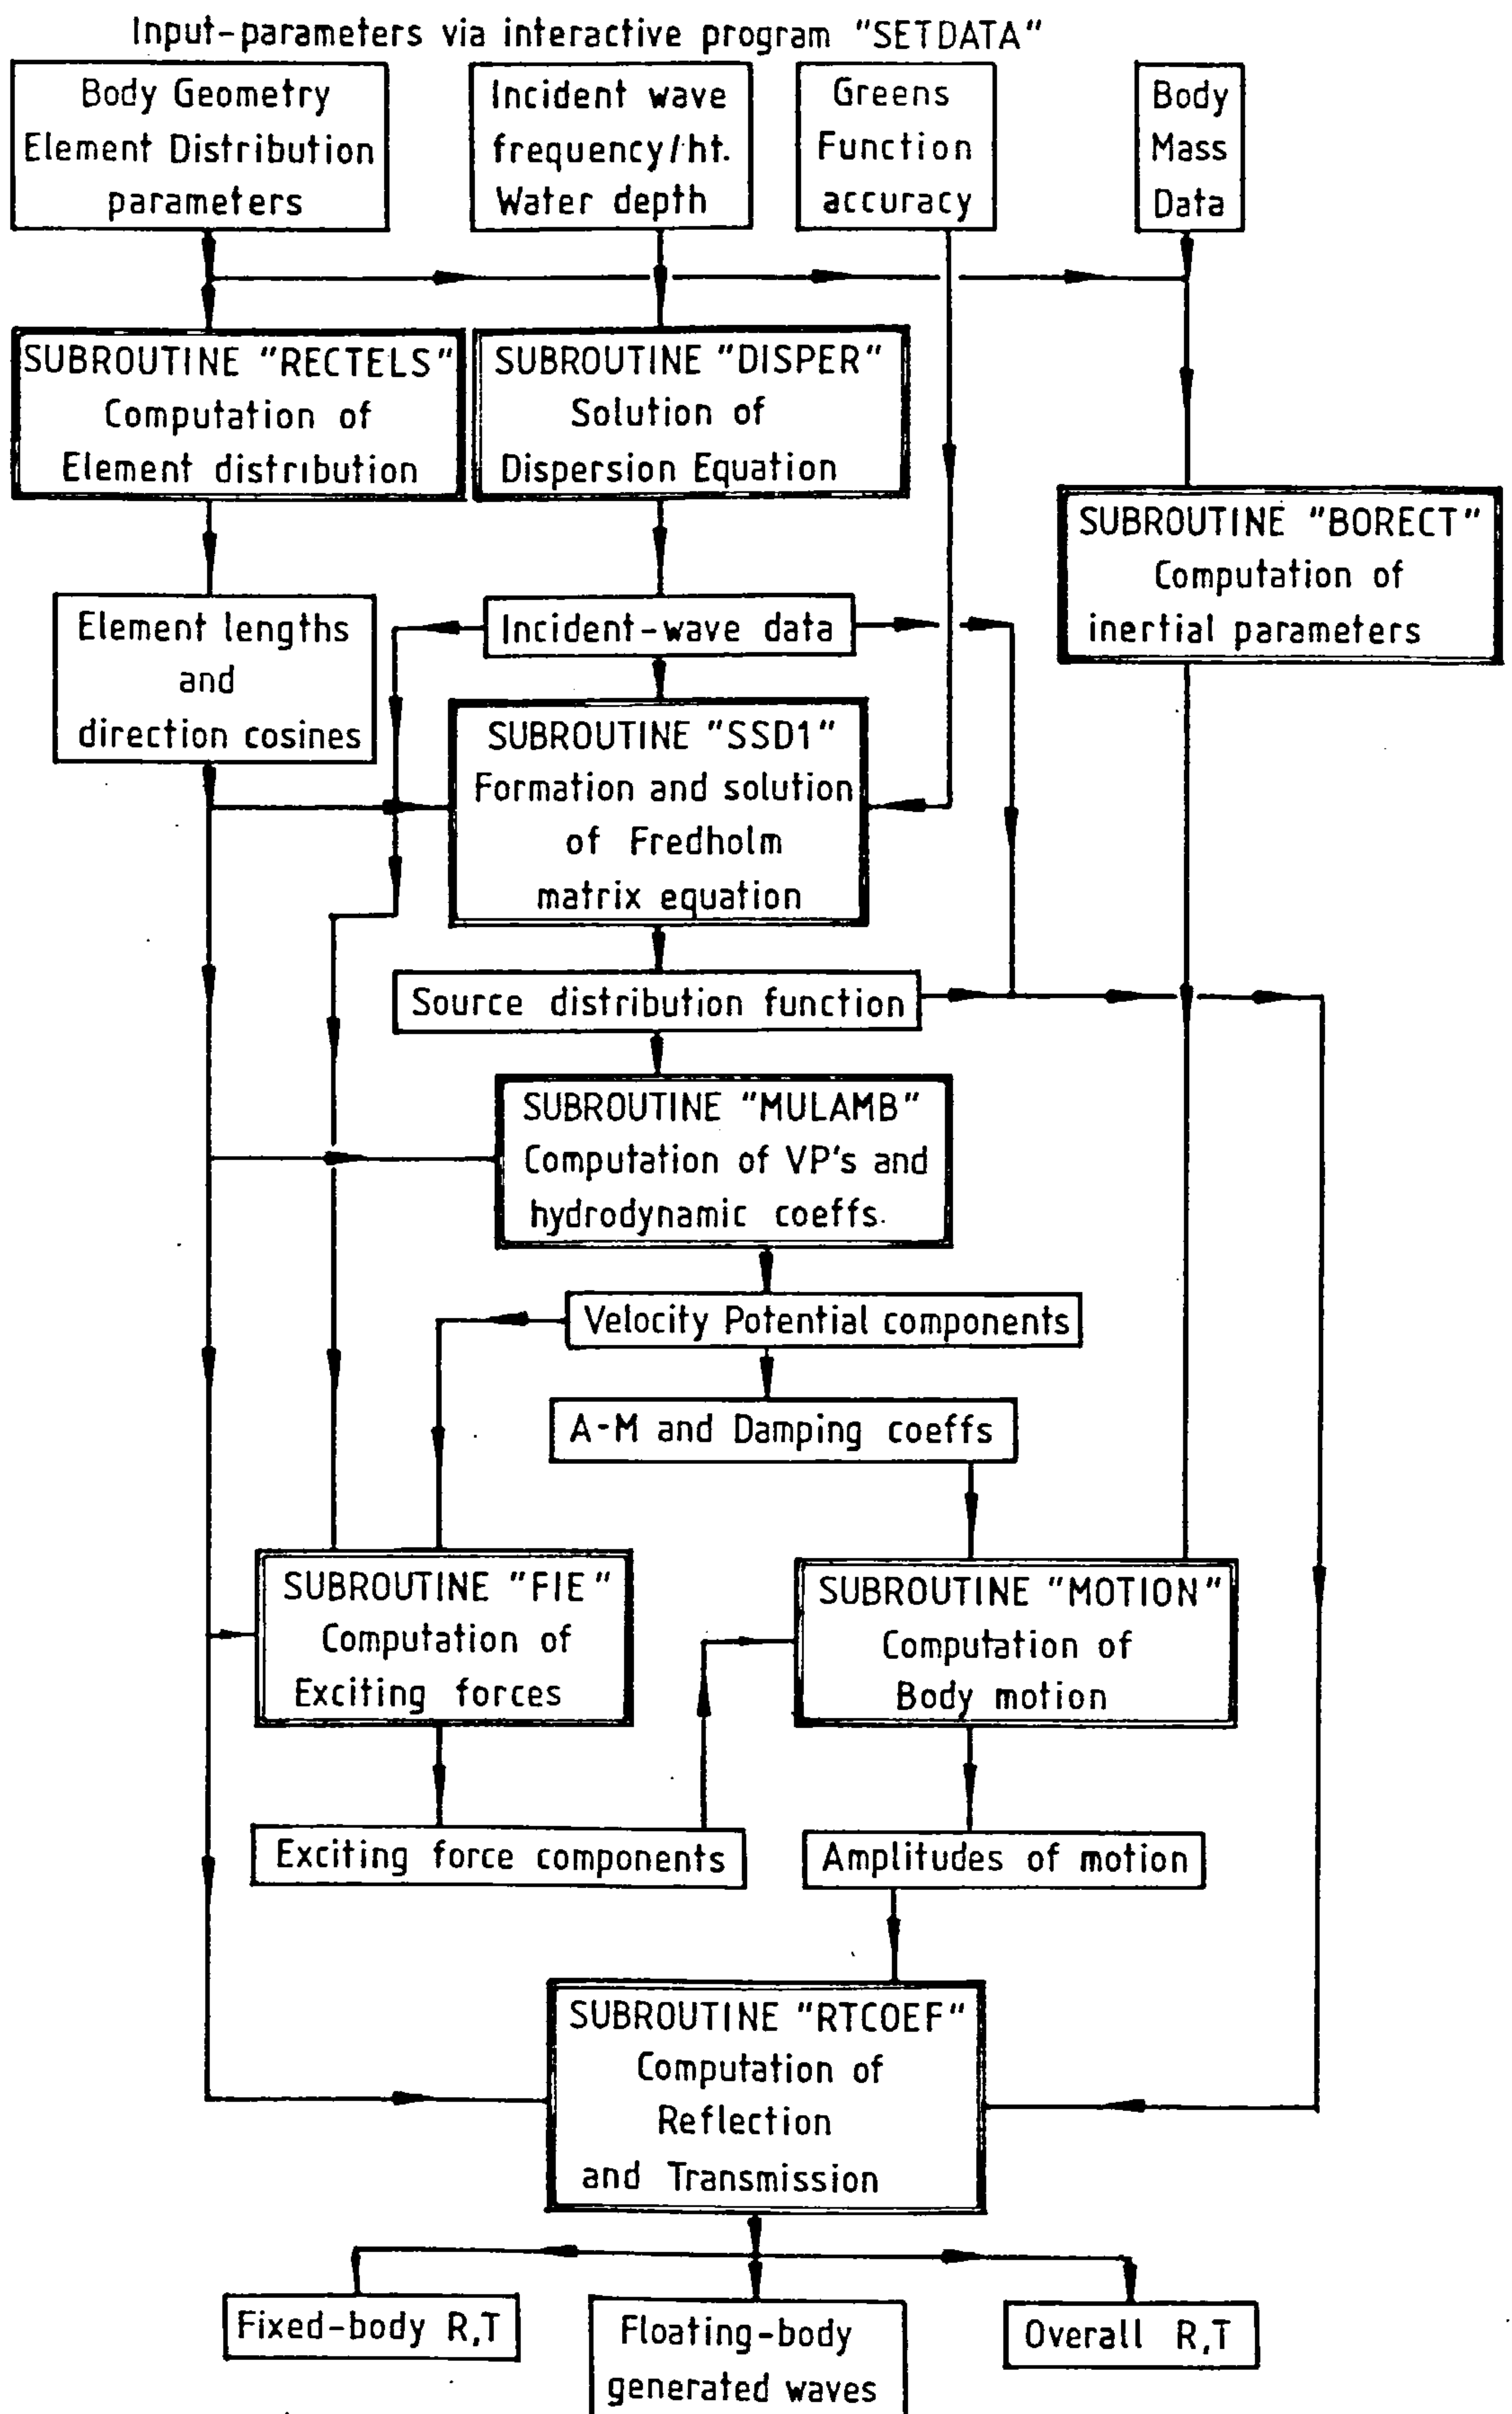 Input-parameters via interactive program "SETDATA"
Body Geometry
Element Distribution
parameters
Incident wave
frequency/ht.
Water depth
Greens
Function
accuracy
Body
Mass
Data
SUBROUTINE "RECTELS"
Computation of
Element distribution
SUBROUTINE "DISPER"
Solution of
Dispersion Equation
SUBROUTINE "BORECT"
Computation of
inertial parameters
Element lengths
and
direction cosines
Incident-wave data
SUBROUTINE "SSD1"
Formation and solution
of Fredholm
matrix equation
Source distribution function
SUBROUTINE "MULAMB"
Computation of VP's and
hydrodynamic coeffs.
Velocity Potential components
A-M and Damping coeffs
SUBROUTINE "FIE"
Computation of
Exciting forces
SUBROUTINE "MOTION"
Computation of
Body motion
Exciting force components
Amplitudes of motion
SUBROUTINE "RTCOEF"
Computation of
Reflection
and Transmission
Fixed-body R,T
Floating-body
generated waves
Overall R,T